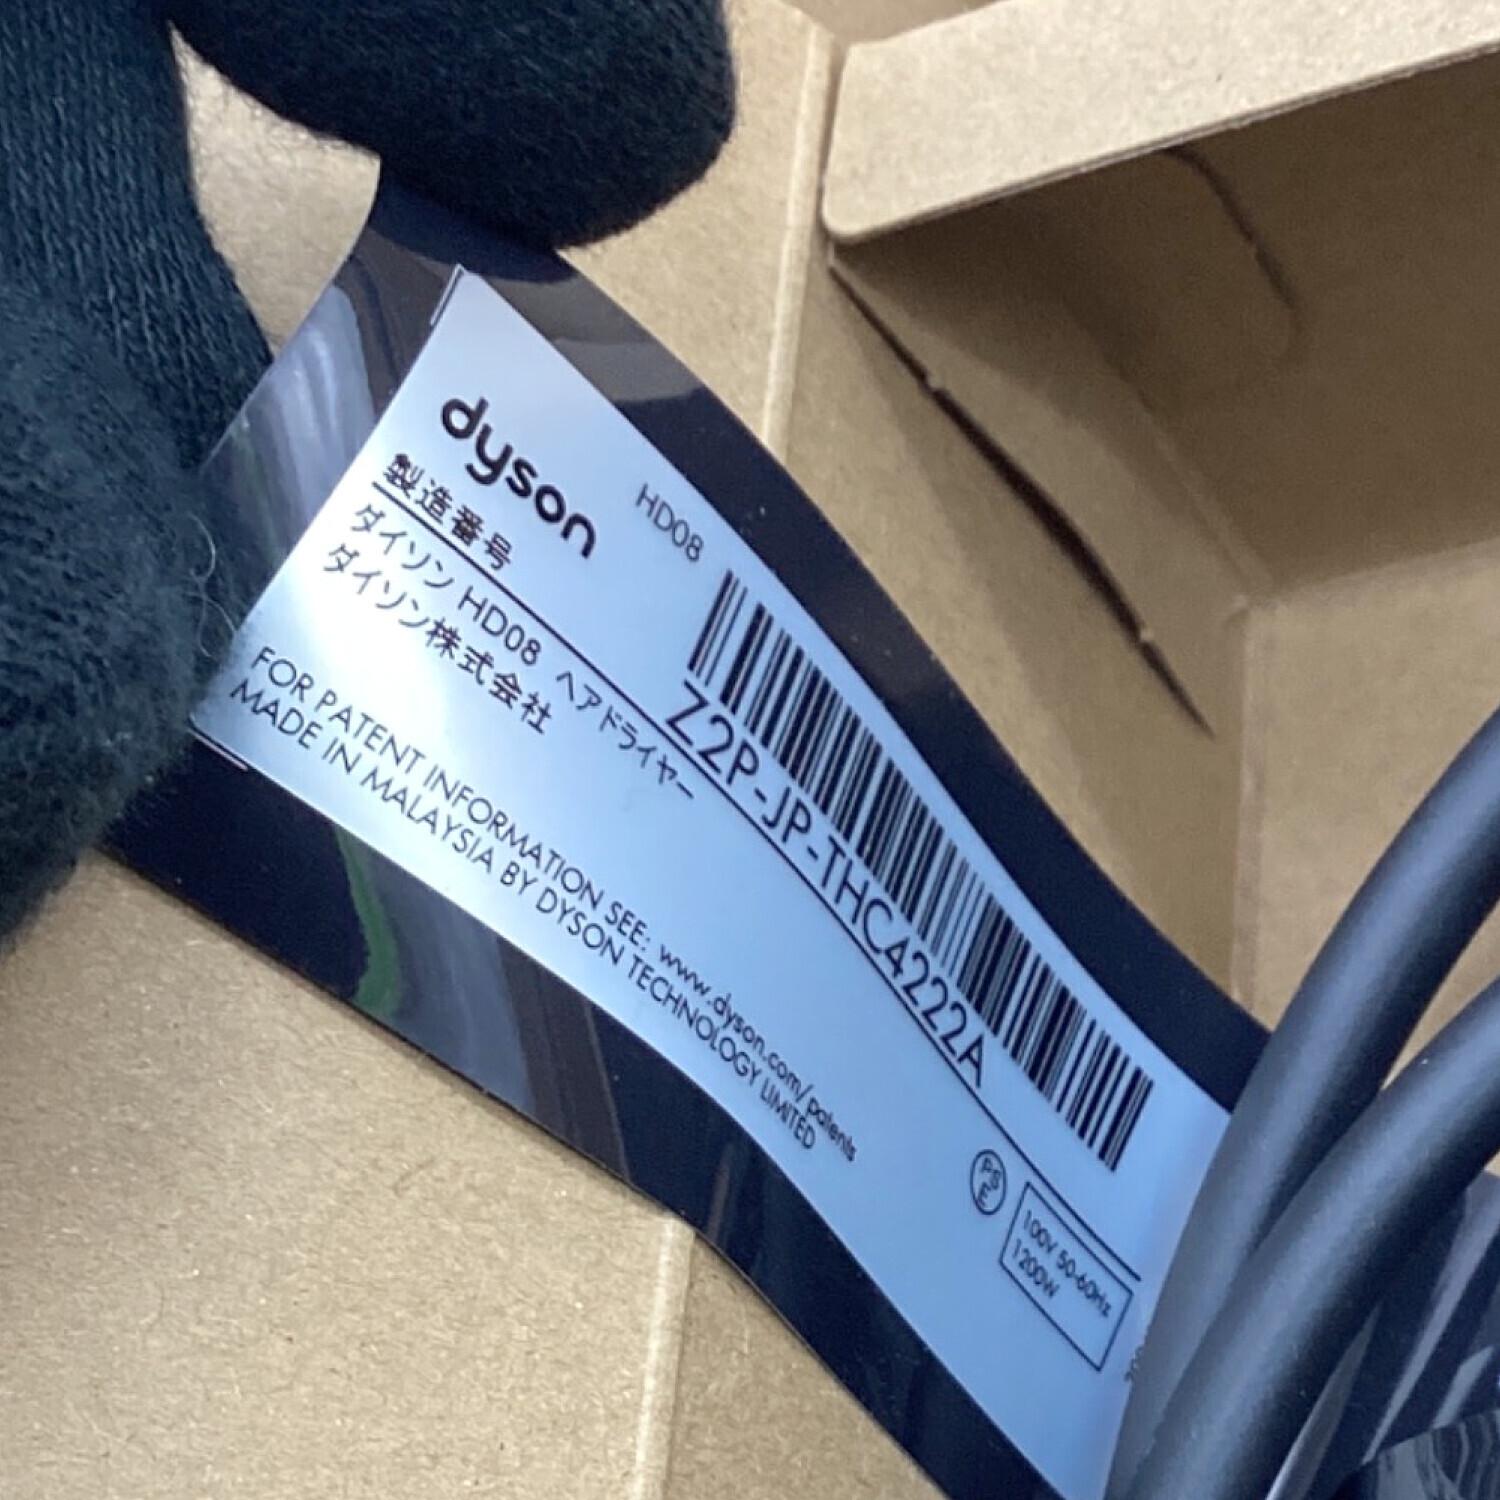 dyson
HD08
製造番号
Z2P-JP-THC4222A
ダイソン HD08 ヘアドライヤー
ダイソン株式会社
PSE
100V 50-60Hz
1200W
FOR PATENT INFORMATION SEE: www.dyson.com/patents
MADE IN MALAYSIA BY DYSON TECHNOLOGY LIMITED